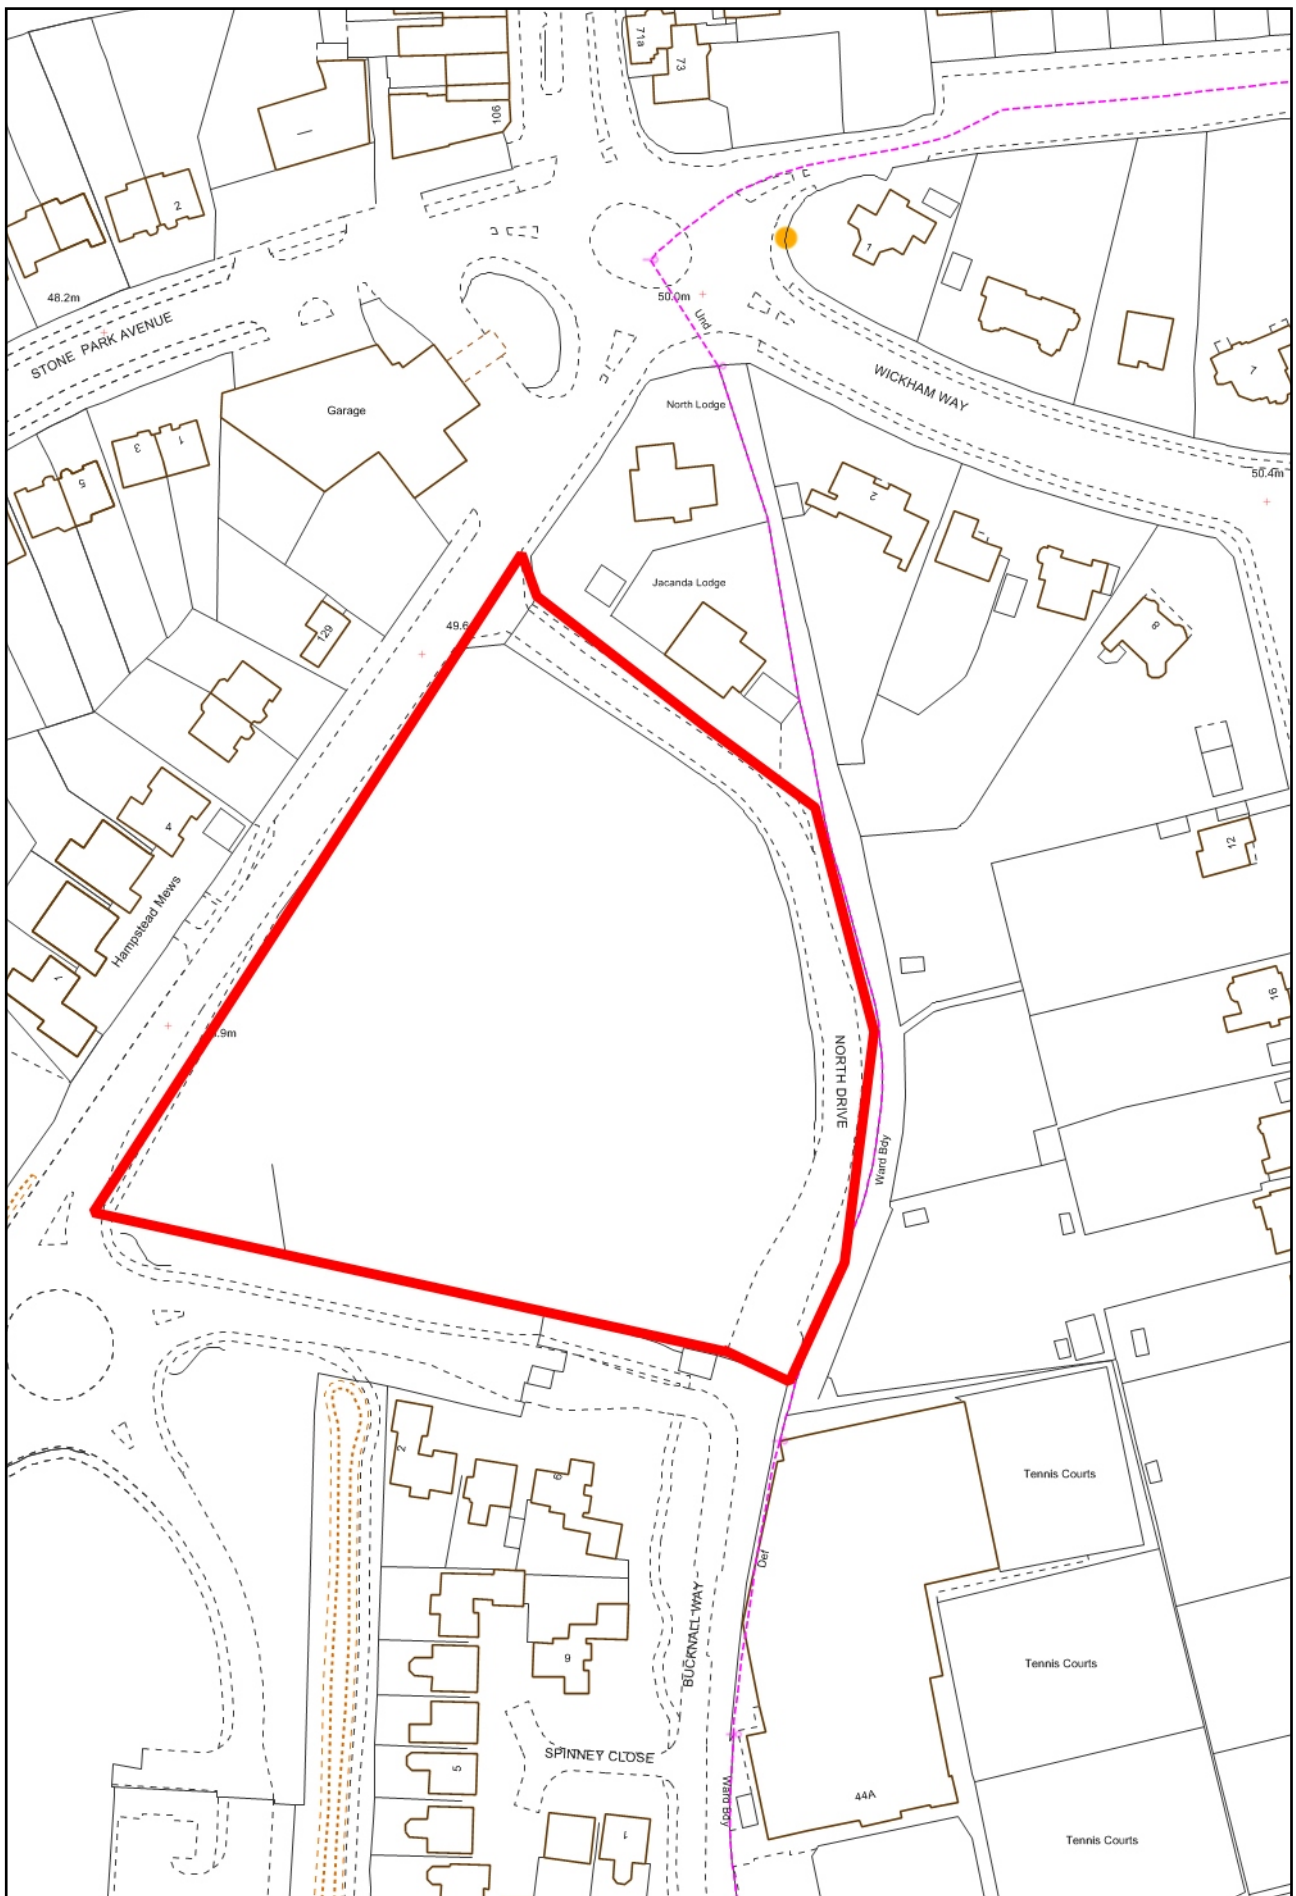 71a
73
106
2
1
48.2m
50.0m
Und
STONE PARK AVENUE
WICKHAM WAY
7
Garage
North Lodge
1
3
5
2
50.4m
Jacanda Lodge
8
129
49.6
4
12
Hampstead Mews
1
16
.9m
NORTH DRIVE
Ward Bdy
2
6
Tennis Courts
Def
BUCKNALL WAY
9
Tennis Courts
SPINNEY CLOSE
5
Ward Bdy
44A
1
Tennis Courts